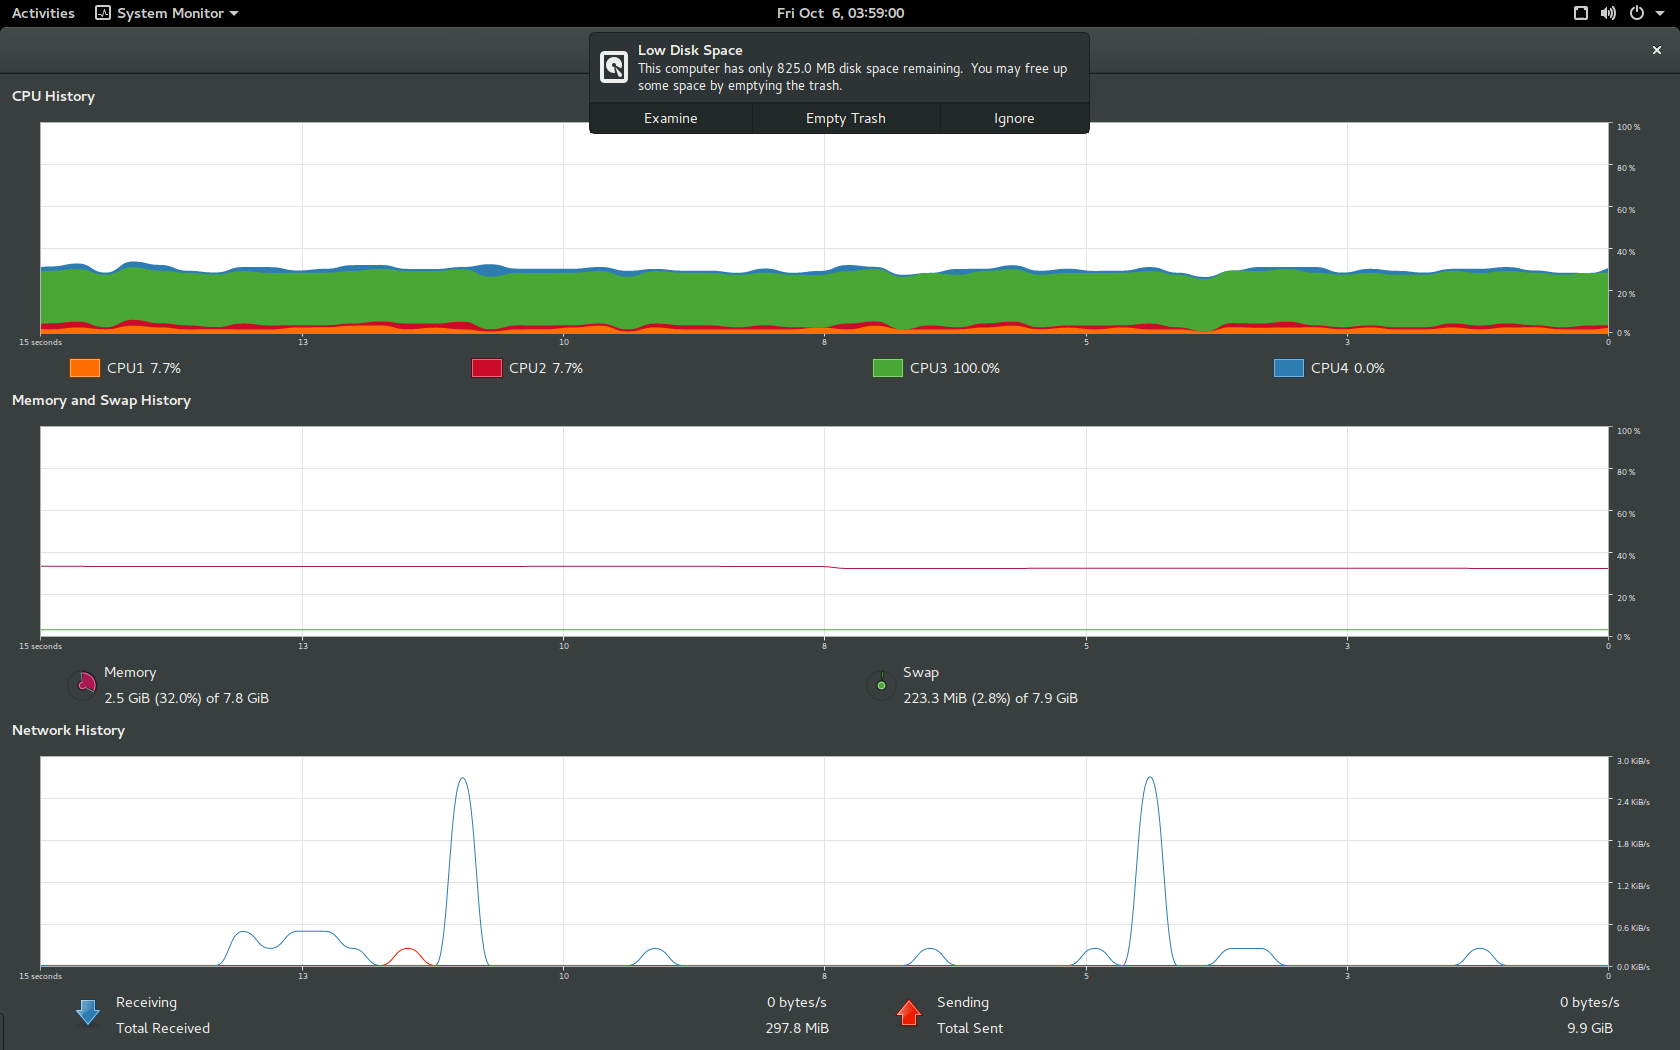 Activities System Monitor Fri Oct 6, 03:59:00
Low Disk Space
This computer has only 825.0 MB disk space remaining. You may free up
some space by emptying the trash.
Examine Empty Trash Ignore
CPU History
100 %
80 %
60 %
40 %
20 %
0 %
15 seconds 13 10 8 5 3 0
CPU1 7.7% CPU2 7.7% CPU3 100.0% CPU4 0.0%
Memory and Swap History
100 %
80 %
60 %
40 %
20 %
0 %
15 seconds 13 10 8 5 3 0
Memory Swap
2.5 GiB (32.0%) of 7.8 GiB 223.3 MiB (2.8%) of 7.9 GiB
Network History
3.0 KiB/s
2.4 KiB/s
1.8 KiB/s
1.2 KiB/s
0.6 KiB/s
0.0 KiB/s
15 seconds 13 10 8 5 3 0
Receiving 0 bytes/s Sending 0 bytes/s
Total Received 297.8 MiB Total Sent 9.9 GiB